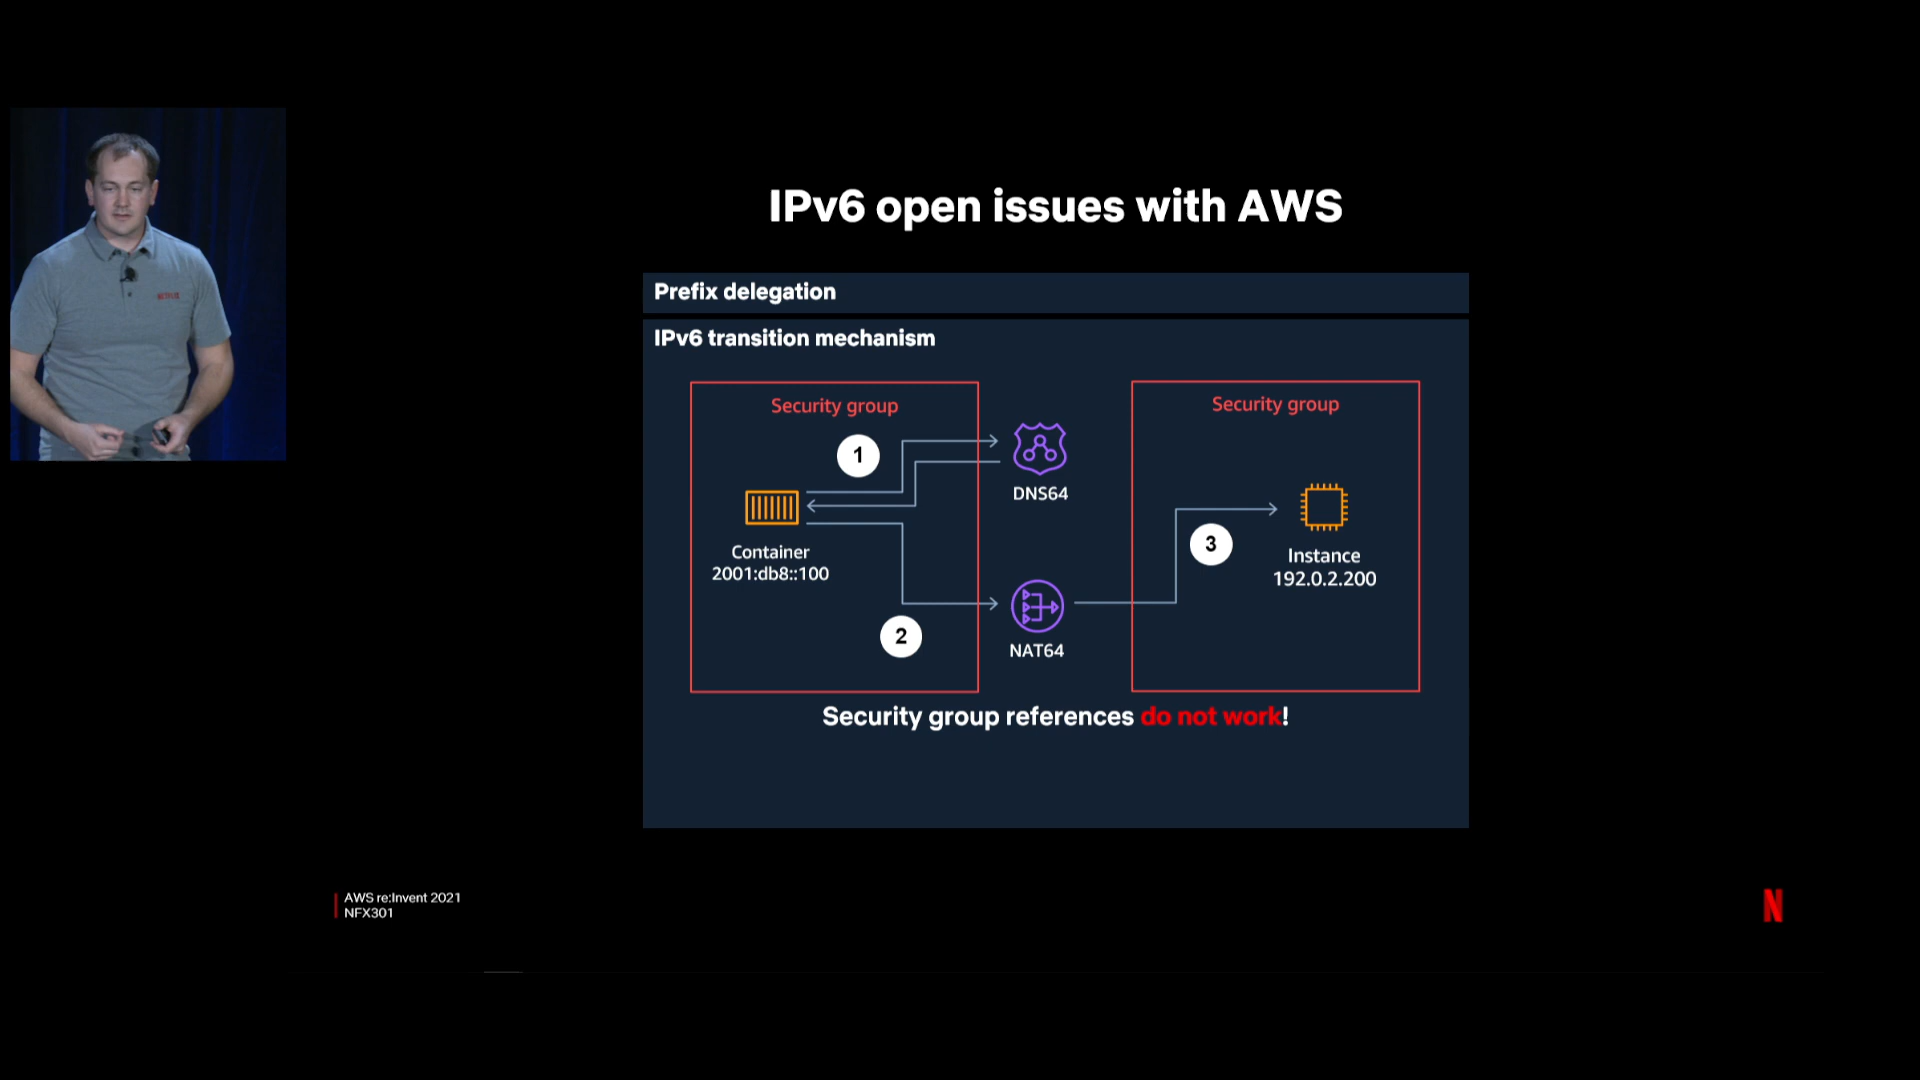 IPv6 open issues with AWS
Prefix delegation
IPv6 transition mechanism
Security group
Security group
1
DNS64
Container
2001:db8::100
3
Instance
192.0.2.200
2
NAT64
Security group references do not work!
AWS re:Invent 2021
NFX301
N